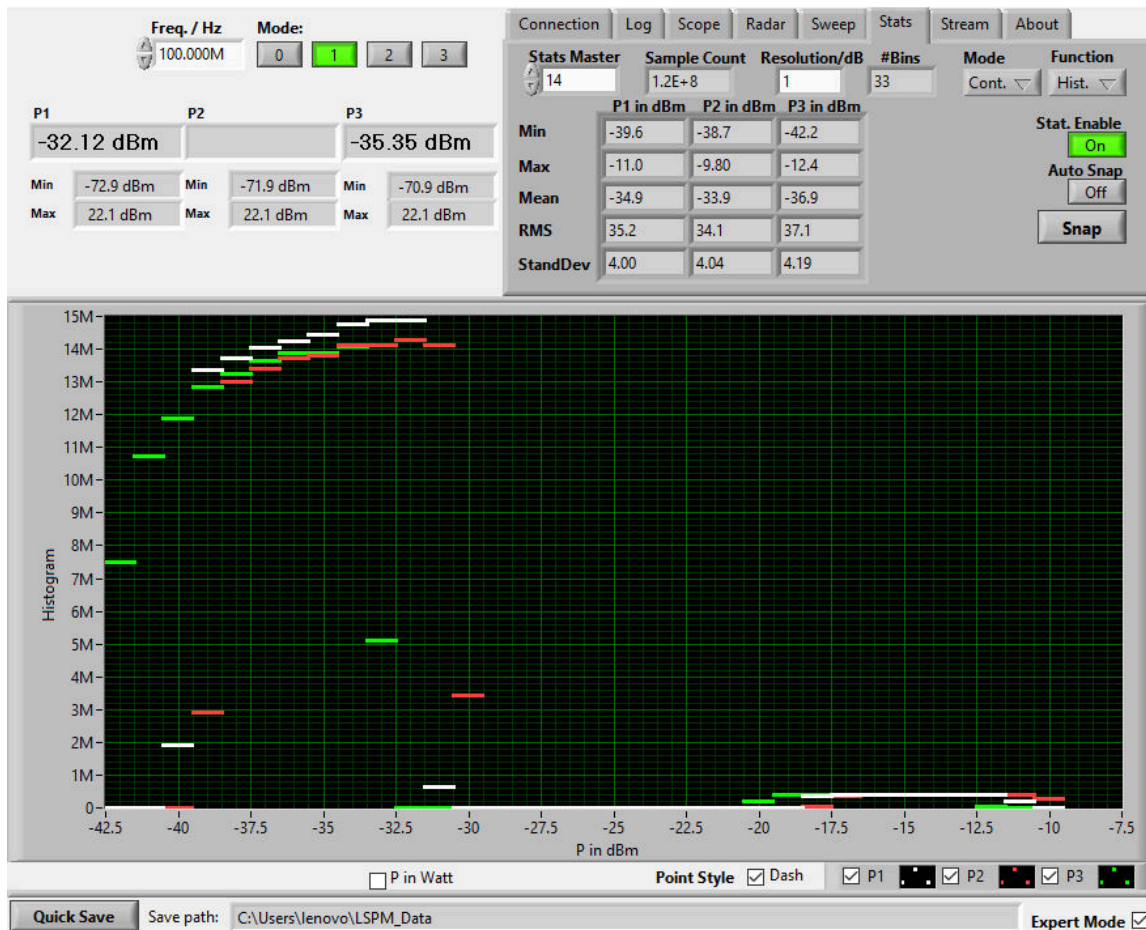 Connection Log Scope Radar Sweep Stats Stream About
Freq. / Hz Mode:
100.000M 0 1 2 3
Stats Master Sample Count Resolution/dB #Bins Mode Function
14 1.2E+8 1 33 Cont. Hist.
P1 in dBm P2 in dBm P3 in dBm
P1 P2 P3
-32.12 dBm -35.35 dBm
Min -72.9 dBm Min -71.9 dBm Min -70.9 dBm
Max 22.1 dBm Max 22.1 dBm Max 22.1 dBm
Min -39.6 -38.7 -42.2
Max -11.0 -9.80 -12.4
Mean -34.9 -33.9 -36.9
RMS 35.2 34.1 37.1
StandDev 4.00 4.04 4.19
Stat. Enable
On
Auto Snap
Off
Snap
15M
14M
13M
12M
11M
10M
9M
8M
7M
6M
5M
4M
3M
2M
1M
0
Histogram
-42.5 -40 -37.5 -35 -32.5 -30 -27.5 -25 -22.5 -20 -17.5 -15 -12.5 -10 -7.5
P in dBm
P in Watt Point Style Dash P1 P2 P3
Quick Save Save path: C:\Users\lenovo\LSPM_Data Expert Mode